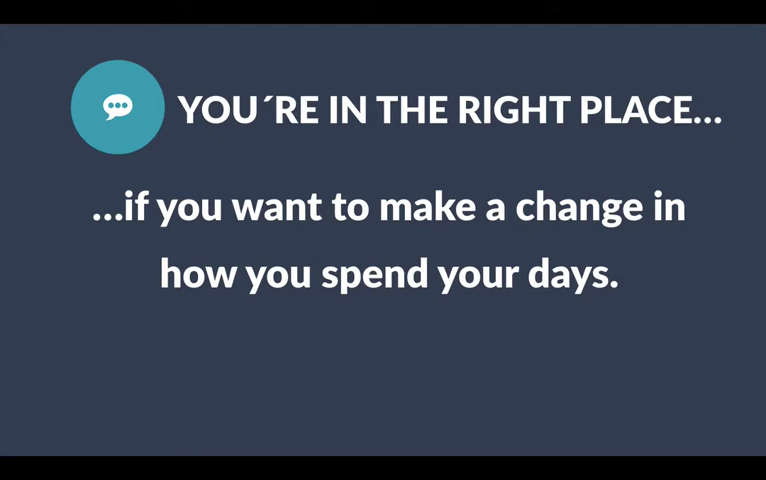 YOU´RE IN THE RIGHT PLACE...
...if you want to make a change in
how you spend your days.